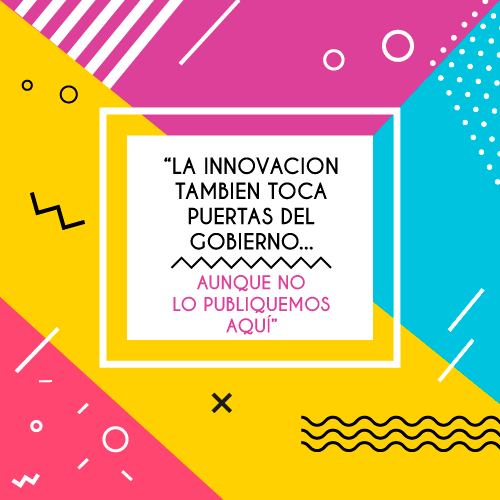 “LA INNOVACION
TAMBIEN TOCA
PUERTAS DEL
GOBIERNO...
AUNQUE NO
LO PUBLIQUEMOS
AQUÍ”